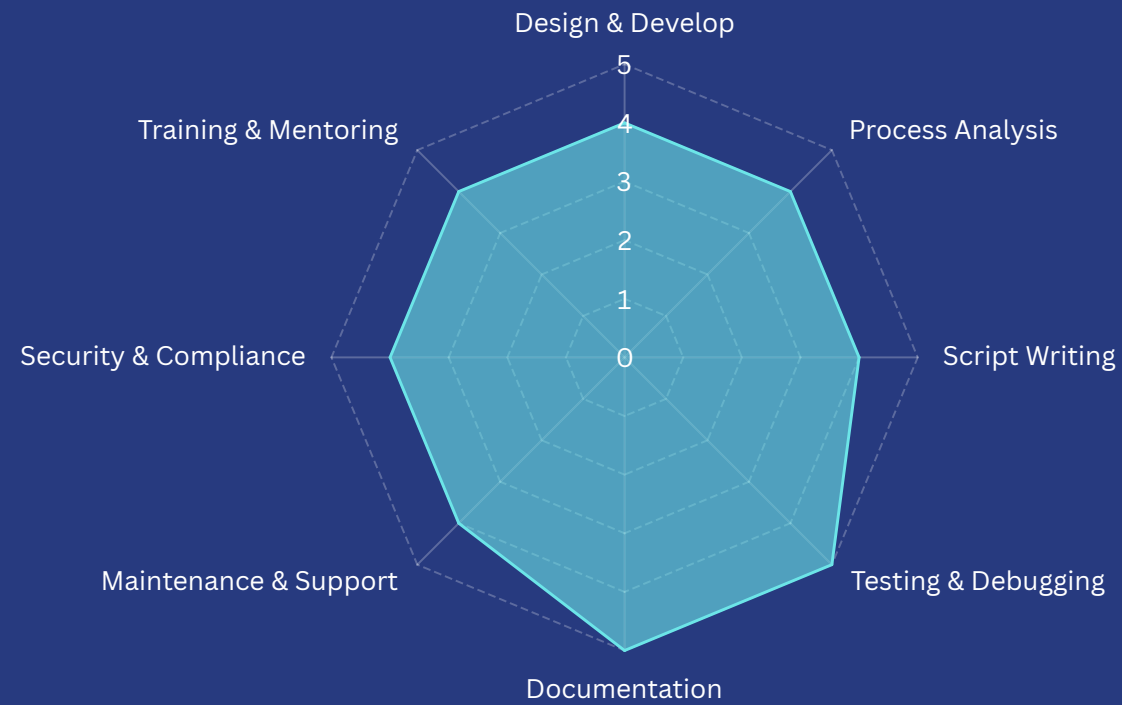 Design & Develop
5
Training & Mentoring
4
Process Analysis
3
2
1
Security & Compliance
0
Script Writing
Maintenance & Support
Testing & Debugging
Documentation